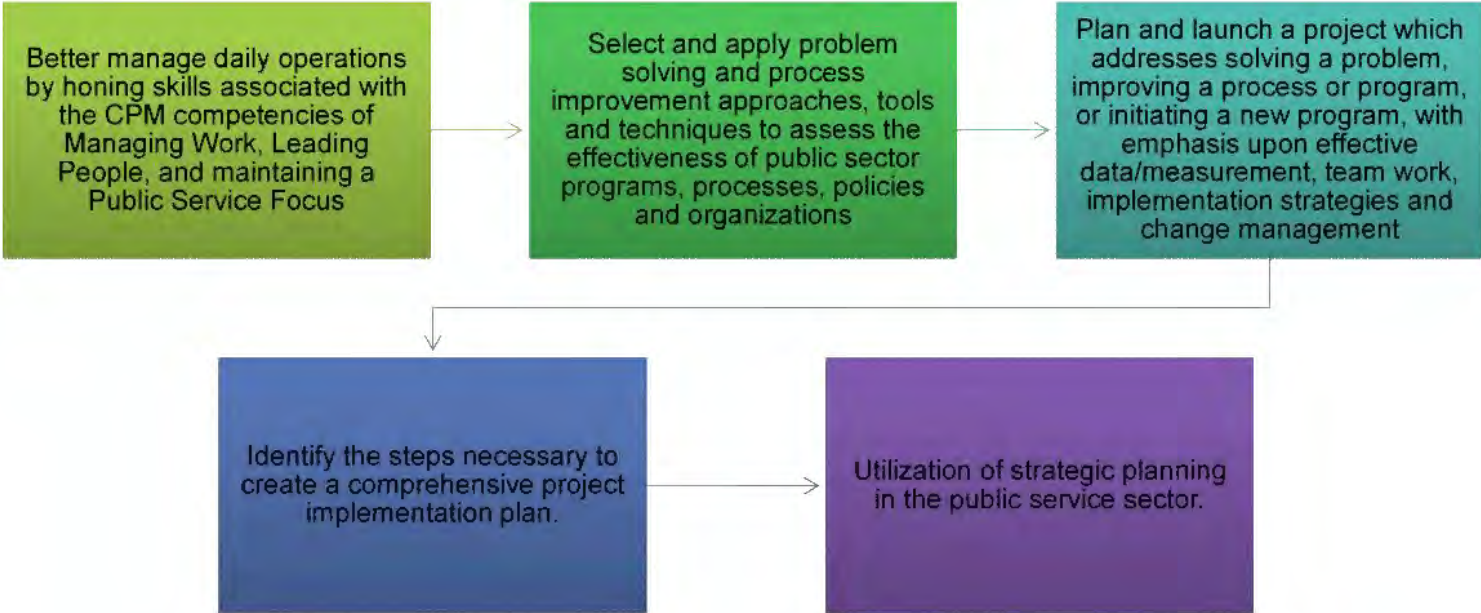 Better manage daily operations
by honing skills associated with
the CPM competencies of
Managing Work, Leading
People, and maintaining a
Public Service Focus
Select and apply problem
solving and process
improvement approaches, tools
and techniques to assess the
effectiveness of public sector
programs, processes, policies
and organizations
Plan and launch a project which
addresses solving a problem,
improving a process or program,
or initiating a new program, with
emphasis upon effective
data/measurement, team work,
implementation strategies and
change management
Identify the steps necessary to
create a comprehensive project
implementation plan.
Utilization of strategic planning
in the public service sector.